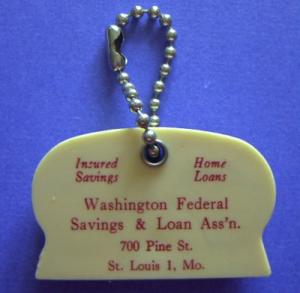 Insured Home
Savings Loans
Washington Federal
Savings & Loan Ass'n.
700 Pine St.
St. Louis 1, Mo.